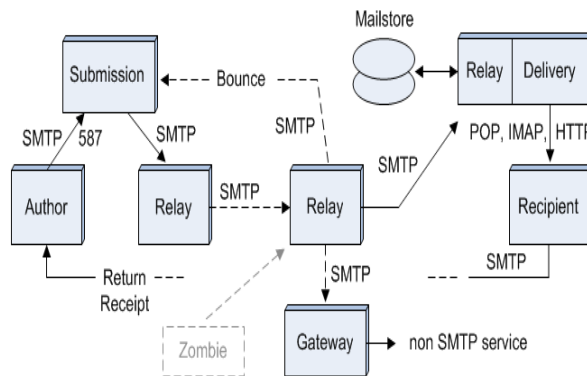 Mailstore
Submission
Bounce
Relay
Delivery
SMTP
587
SMTP
SMTP
POP, IMAP, HTTP
SMTP
SMTP
Author
Relay
Relay
Recipient
Return
Receipt
SMTP
SMTP
Zombie
Gateway
non SMTP service